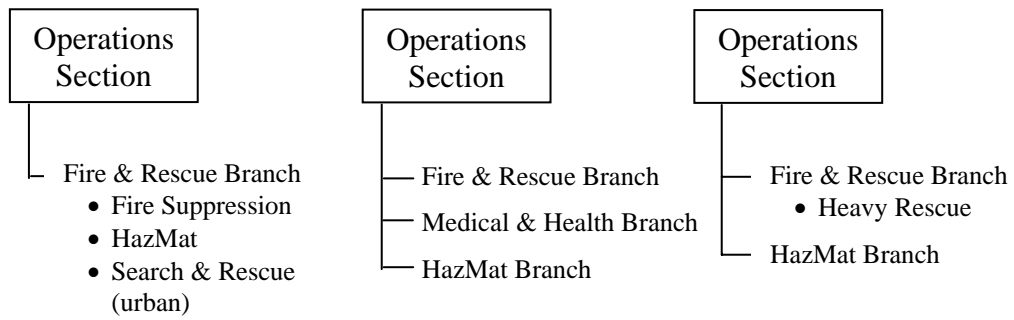 Operations
Section
Fire & Rescue Branch
• Fire Suppression
• HazMat
• Search & Rescue
(urban)
Operations
Section
Fire & Rescue Branch
Medical & Health Branch
HazMat Branch
Operations
Section
Fire & Rescue Branch
• Heavy Rescue
HazMat Branch